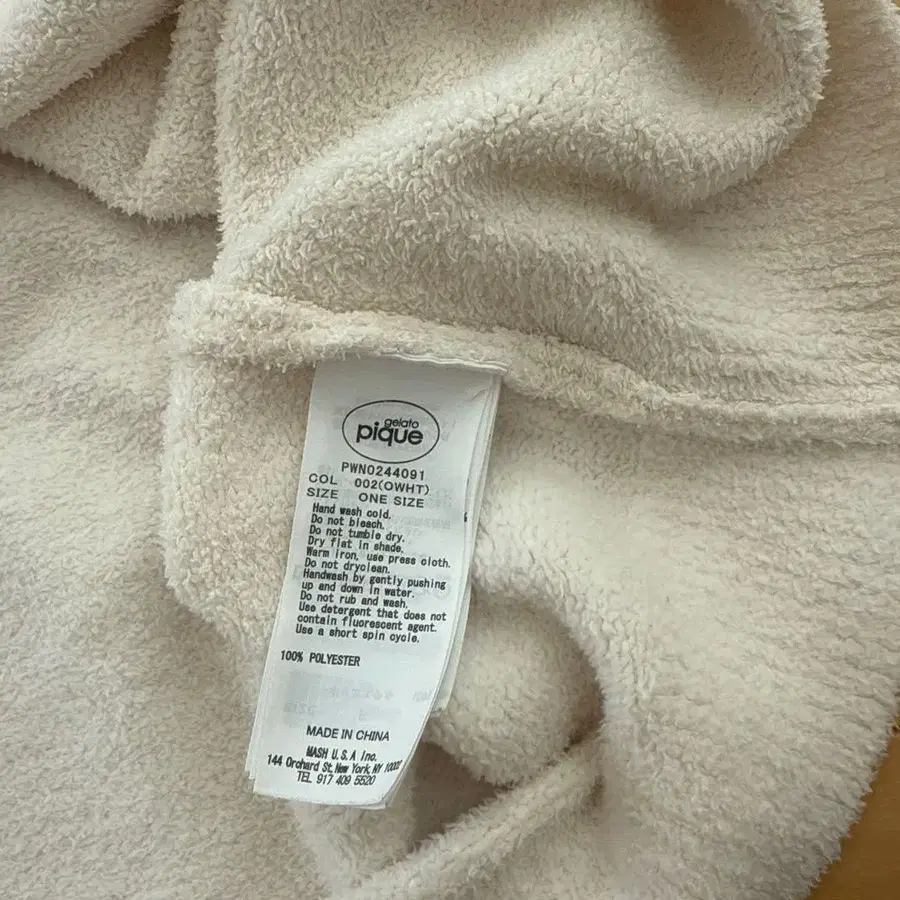 gelato
pique
PWN0244091
COL 002(OWHT)
SIZE ONE SIZE
Hand wash cold.
Do not bleach.
Do not tumble dry.
Dry flat in shade.
Warm iron, use press cloth.
Do not dryclean.
Handwash by gently pushing
up and down in water.
Do not rub and wash.
Use detergent that does not
contain fluorescent agent.
Use a short spin cycle.
100% POLYESTER
MADE IN CHINA
MASH U.S.A Inc.
144 Orchard St, New York, NY 10002
TEL 917 409 5520